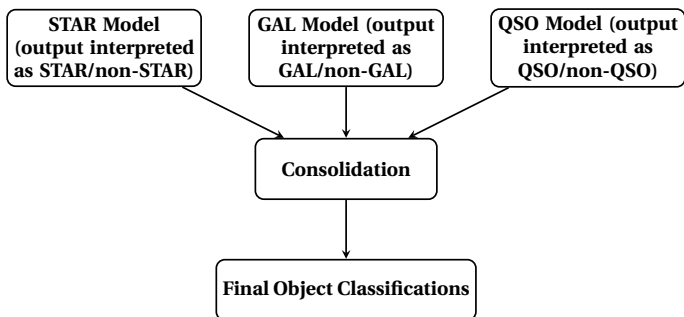 STAR Model
(output interpreted
as STAR/non-STAR)
GAL Model (output
interpreted as
GAL/non-GAL)
QSO Model (output
interpreted as
QSO/non-QSO)
Consolidation
Final Object Classifications